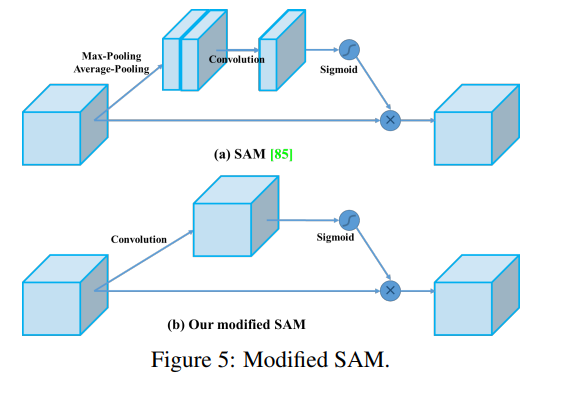 Max-Pooling
Average-Pooling
Convolution
Sigmoid
(a) SAM [85]
Convolution
Sigmoid
(b) Our modified SAM
Figure 5: Modified SAM.